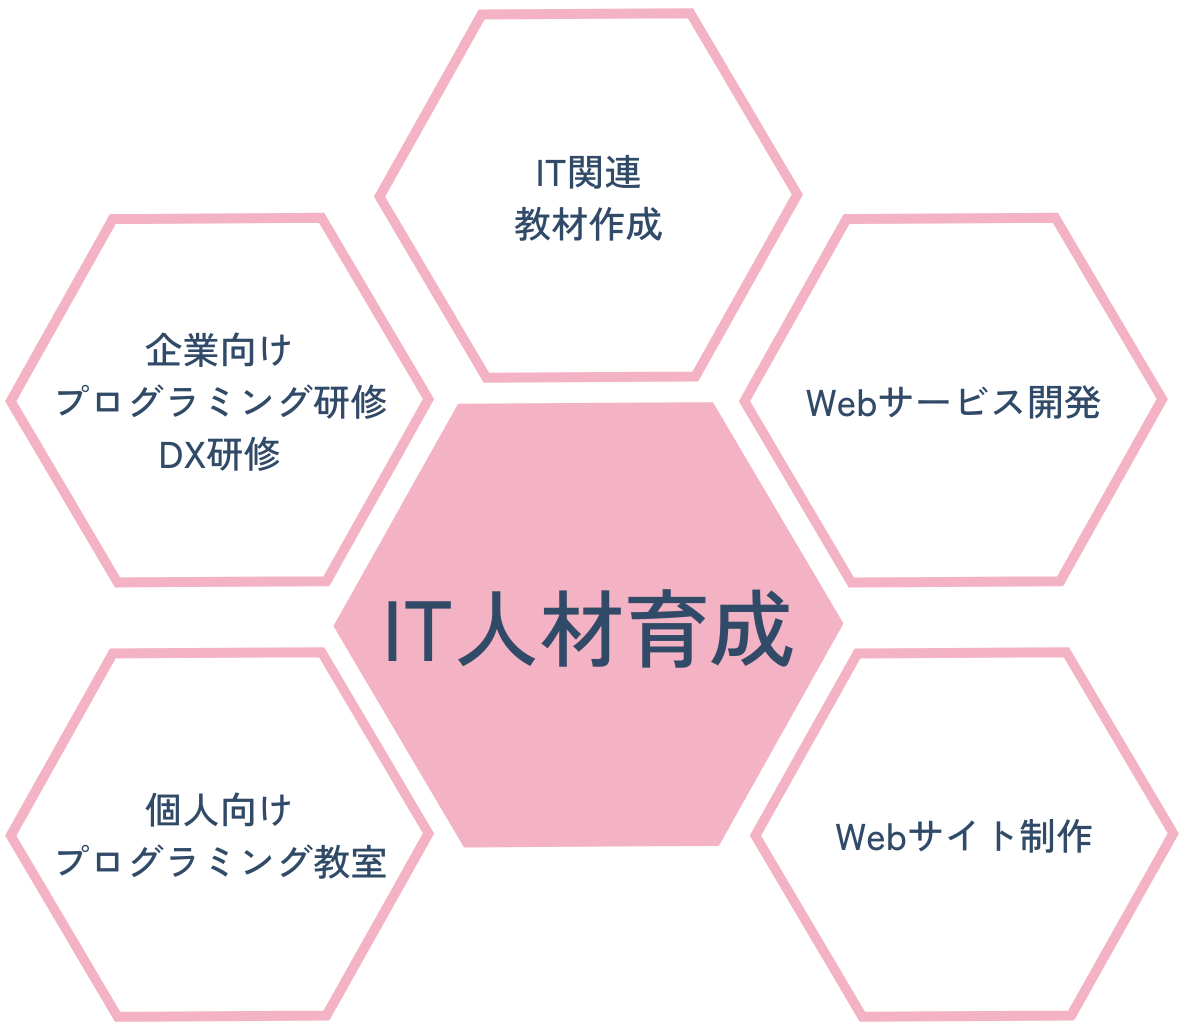 IT関連
教材作成
企業向け
プログラミング研修
DX研修
Webサービス開発
IT人材育成
個人向け
プログラミング教室
Webサイト制作